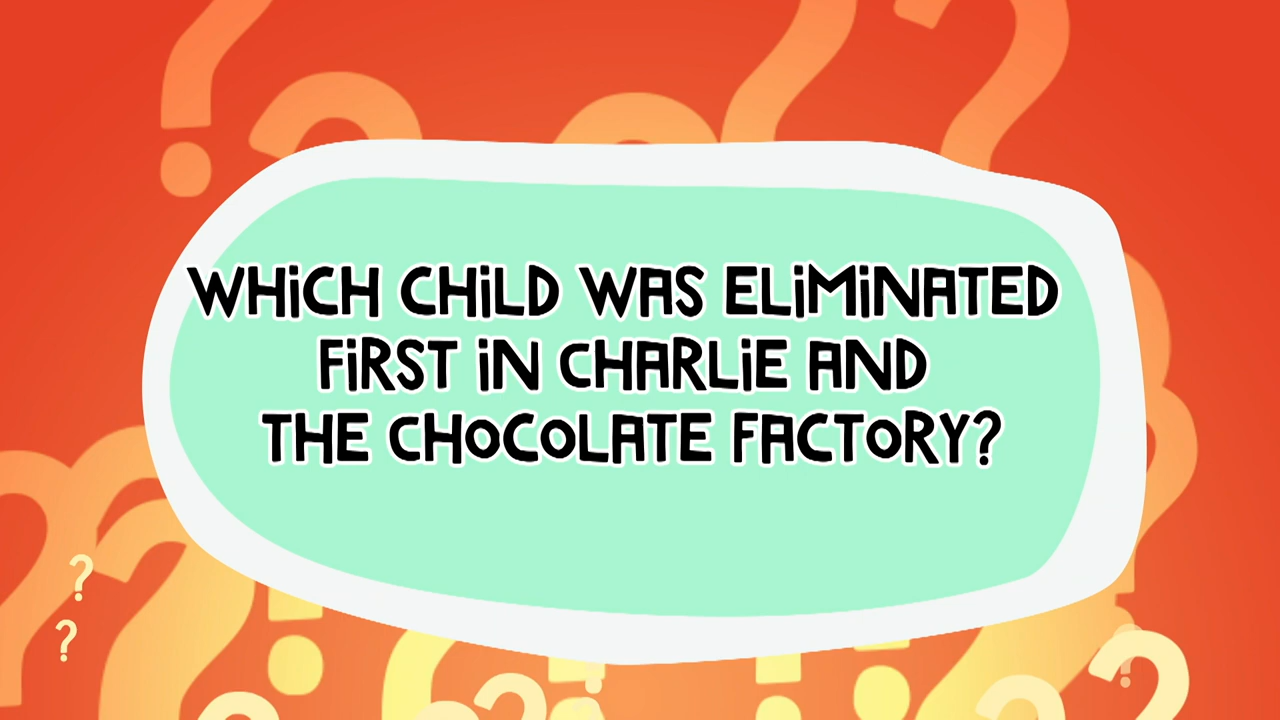 WHiCH CHiLD WAS ELiMiNATED
FiRST iN CHARLiE AND
THE CHOCOLATE FACTORY?